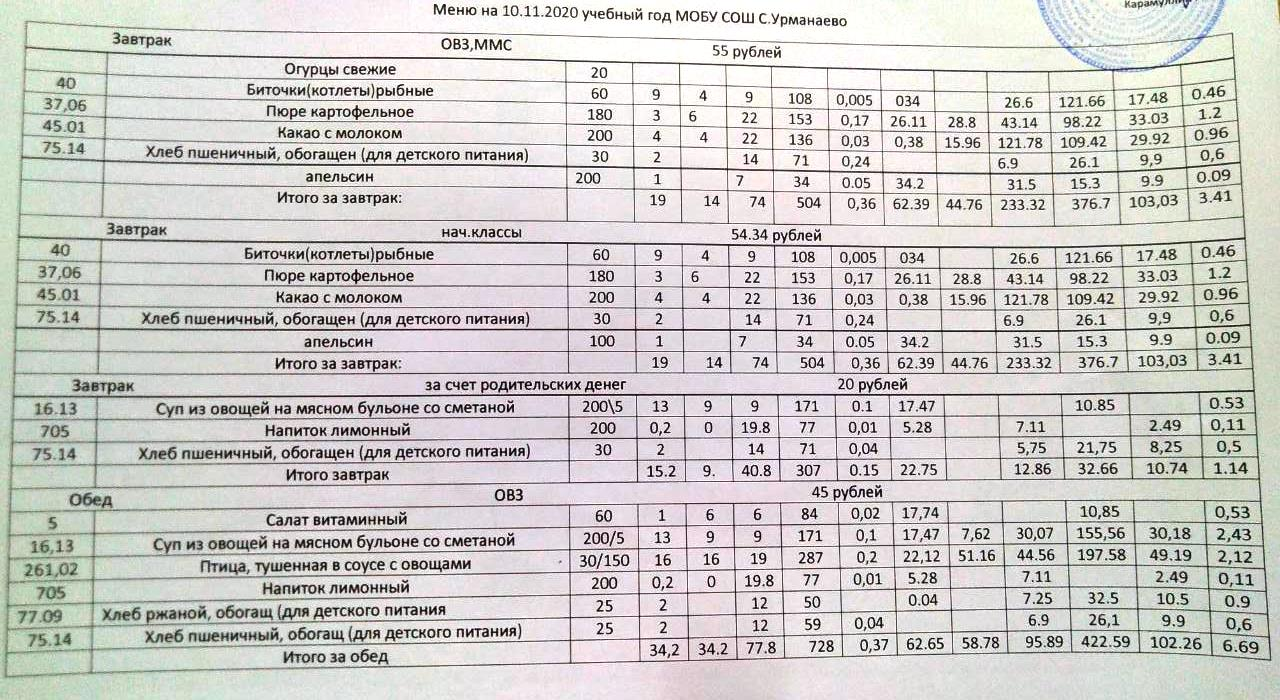 Меню на 10.11.2020 учебный год МОБУ СОШ С.Урманаево
Завтрак ОВЗ,ММС 55 рублей
Огурцы свежие 20
40 Биточки(котлеты)рыбные 60 9 4 9 108 0,005 034 26.6 121.66 17.48 0.46
37,06 Пюре картофельное 180 3 6 22 153 0,17 26.11 28.8 43.14 98.22 33.03 1.2
45.01 Какао с молоком 200 4 4 22 136 0,03 0,38 15.96 121.78 109.42 29.92 0.96
75.14 Хлеб пшеничный, обогащен (для детского питания) 30 2 14 71 0,24 6.9 26.1 9,9 0,6
апельсин 200 1 7 34 0.05 34.2 31.5 15.3 9.9 0.09
Итого за завтрак: 19 14 74 504 0,36 62.39 44.76 233.32 376.7 103,03 3.41
Завтрак нач.классы 54.34 рублей
40 Биточки(котлеты)рыбные 60 9 4 9 108 0,005 034 26.6 121.66 17.48 0.46
37,06 Пюре картофельное 180 3 6 22 153 0,17 26.11 28.8 43.14 98.22 33.03 1.2
45.01 Какао с молоком 200 4 4 22 136 0,03 0,38 15.96 121.78 109.42 29.92 0.96
75.14 Хлеб пшеничный, обогащен (для детского питания) 30 2 14 71 0,24 6.9 26.1 9,9 0,6
апельсин 100 1 7 34 0.05 34.2 31.5 15.3 9.9 0.09
Итого за завтрак: 19 14 74 504 0,36 62.39 44.76 233.32 376.7 103,03 3.41
Завтрак за счет родительских денег 20 рублей
16.13 Суп из овощей на мясном бульоне со сметаной 200\5 13 9 9 171 0.1 17.47 10.85 0.53
705 Напиток лимонный 200 0,2 0 19.8 77 0,01 5.28 7.11 2.49 0,11
75.14 Хлеб пшеничный, обогащен (для детского питания) 30 2 14 71 0,04 5,75 21,75 8,25 0,5
Итого завтрак 15.2 9. 40.8 307 0.15 22.75 12.86 32.66 10.74 1.14
Обед ОВЗ 45 рублей
5 Салат витаминный 60 1 6 6 84 0,02 17,74 10,85 0,53
16,13 Суп из овощей на мясном бульоне со сметаной 200/5 13 9 9 171 0,1 17,47 7,62 30,07 155,56 30,18 2,43
261,02 Птица, тушенная в соусе с овощами 30/150 16 16 19 287 0,2 22,12 51.16 44.56 197.58 49.19 2,12
705 Напиток лимонный 200 0,2 0 19.8 77 0,01 5.28 7.11 2.49 0,11
77.09 Хлеб ржаной, обогащ (для детского питания 25 2 12 50 0.04 7.25 32.5 10.5 0.9
75.14 Хлеб пшеничный, обогащ (для детского питания) 25 2 12 59 0,04 6.9 26,1 9.9 0,6
Итого за обед 34,2 34.2 77.8 728 0,37 62.65 58.78 95.89 422.59 102.26 6.69